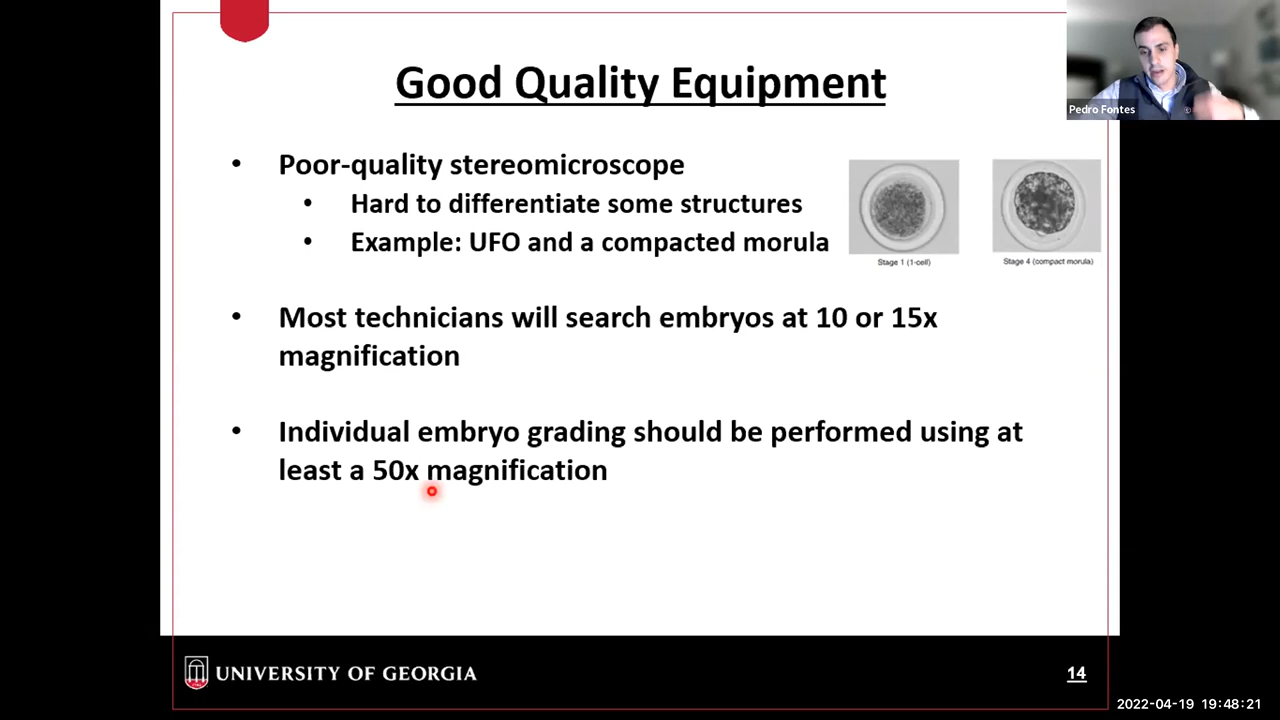 Good Quality Equipment
Pedro Fontes
• Poor-quality stereomicroscope
• Hard to differentiate some structures
• Example: UFO and a compacted morula
Stage 1 (1-cell)
Stage 4 (compact morula)
• Most technicians will search embryos at 10 or 15x
magnification
• Individual embryo grading should be performed using at
least a 50x magnification
UNIVERSITY OF GEORGIA
14
2022-04-19 19:48:21